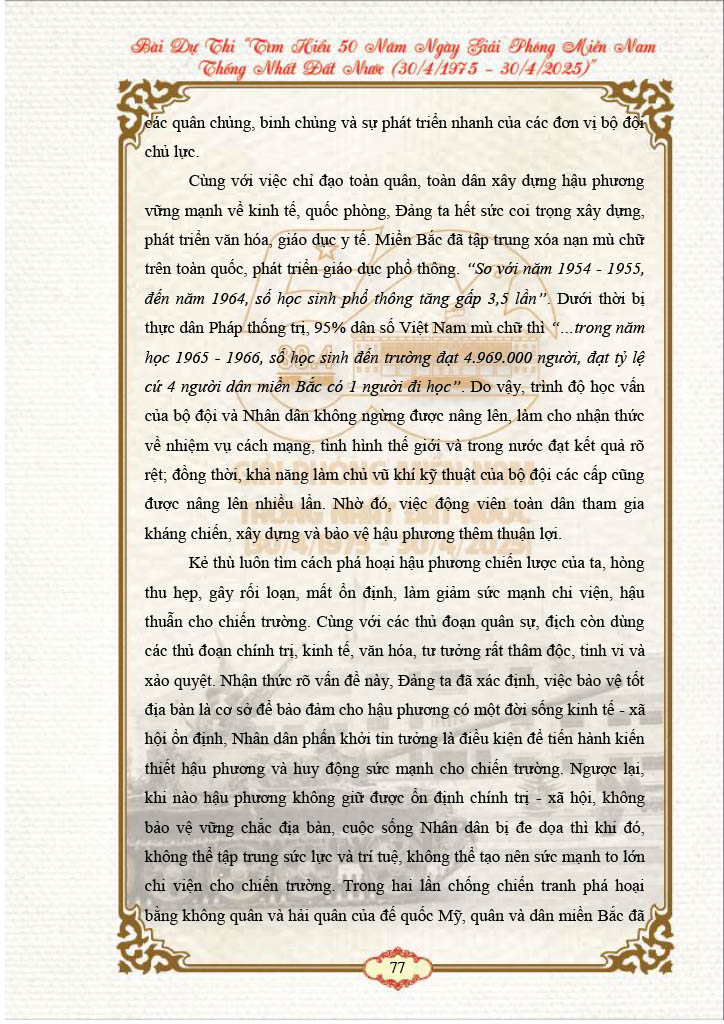 Bài Dự Thi “Tìm Hiểu 50 Năm Ngày Giải Phóng Miền Nam
Thống Nhất Đất Nước (30/4/1975 – 30/4/2025)”
các quân chủng, binh chủng và sự phát triển nhanh của các đơn vị bộ đội
chủ lực.
Cùng với việc chỉ đạo toàn quân, toàn dân xây dựng hậu phương
vững mạnh về kinh tế, quốc phòng, Đảng ta hết sức coi trọng xây dựng,
phát triển văn hóa, giáo dục y tế. Miền Bắc đã tập trung xóa nạn mù chữ
trên toàn quốc, phát triển giáo dục phổ thông. “So với năm 1954 - 1955,
đến năm 1964, số học sinh phổ thông tăng gấp 3,5 lần”. Dưới thời bị
thực dân Pháp thống trị, 95% dân số Việt Nam mù chữ thì “…trong năm
học 1965 - 1966, số học sinh đến trường đạt 4.969.000 người, đạt tỷ lệ
cứ 4 người dân miền Bắc có 1 người đi học”. Do vậy, trình độ học vấn
của bộ đội và Nhân dân không ngừng được nâng lên, làm cho nhận thức
về nhiệm vụ cách mạng, tình hình thế giới và trong nước đạt kết quả rõ
rệt; đồng thời, khả năng làm chủ vũ khí kỹ thuật của bộ đội các cấp cũng
được nâng lên nhiều lần. Nhờ đó, việc động viên toàn dân tham gia
kháng chiến, xây dựng và bảo vệ hậu phương thêm thuận lợi.
Kẻ thù luôn tìm cách phá hoại hậu phương chiến lược của ta, hòng
thu hẹp, gây rối loạn, mất ổn định, làm giảm sức mạnh chi viện, hậu
thuẫn cho chiến trường. Cùng với các thủ đoạn quân sự, địch còn dùng
các thủ đoạn chính trị, kinh tế, văn hóa, tư tưởng rất thâm độc, tinh vi và
xảo quyệt. Nhận thức rõ vấn đề này, Đảng ta đã xác định, việc bảo vệ tốt
địa bàn là cơ sở để bảo đảm cho hậu phương có một đời sống kinh tế - xã
hội ổn định, Nhân dân phấn khởi tin tưởng là điều kiện để tiến hành kiến
thiết hậu phương và huy động sức mạnh cho chiến trường. Ngược lại,
khi nào hậu phương không giữ được ổn định chính trị - xã hội, không
bảo vệ vững chắc địa bàn, cuộc sống Nhân dân bị đe dọa thì khi đó,
không thể tập trung sức lực và trí tuệ, không thể tạo nên sức mạnh to lớn
chi viện cho chiến trường. Trong hai lần chống chiến tranh phá hoại
bằng không quân và hải quân của đế quốc Mỹ, quân và dân miền Bắc đã
30.4
GIẢI PHÓNG MIỀN NAM
THỐNG NHẤT ĐẤT NƯỚC
(30/4/1975 - 30/4/2025)
77